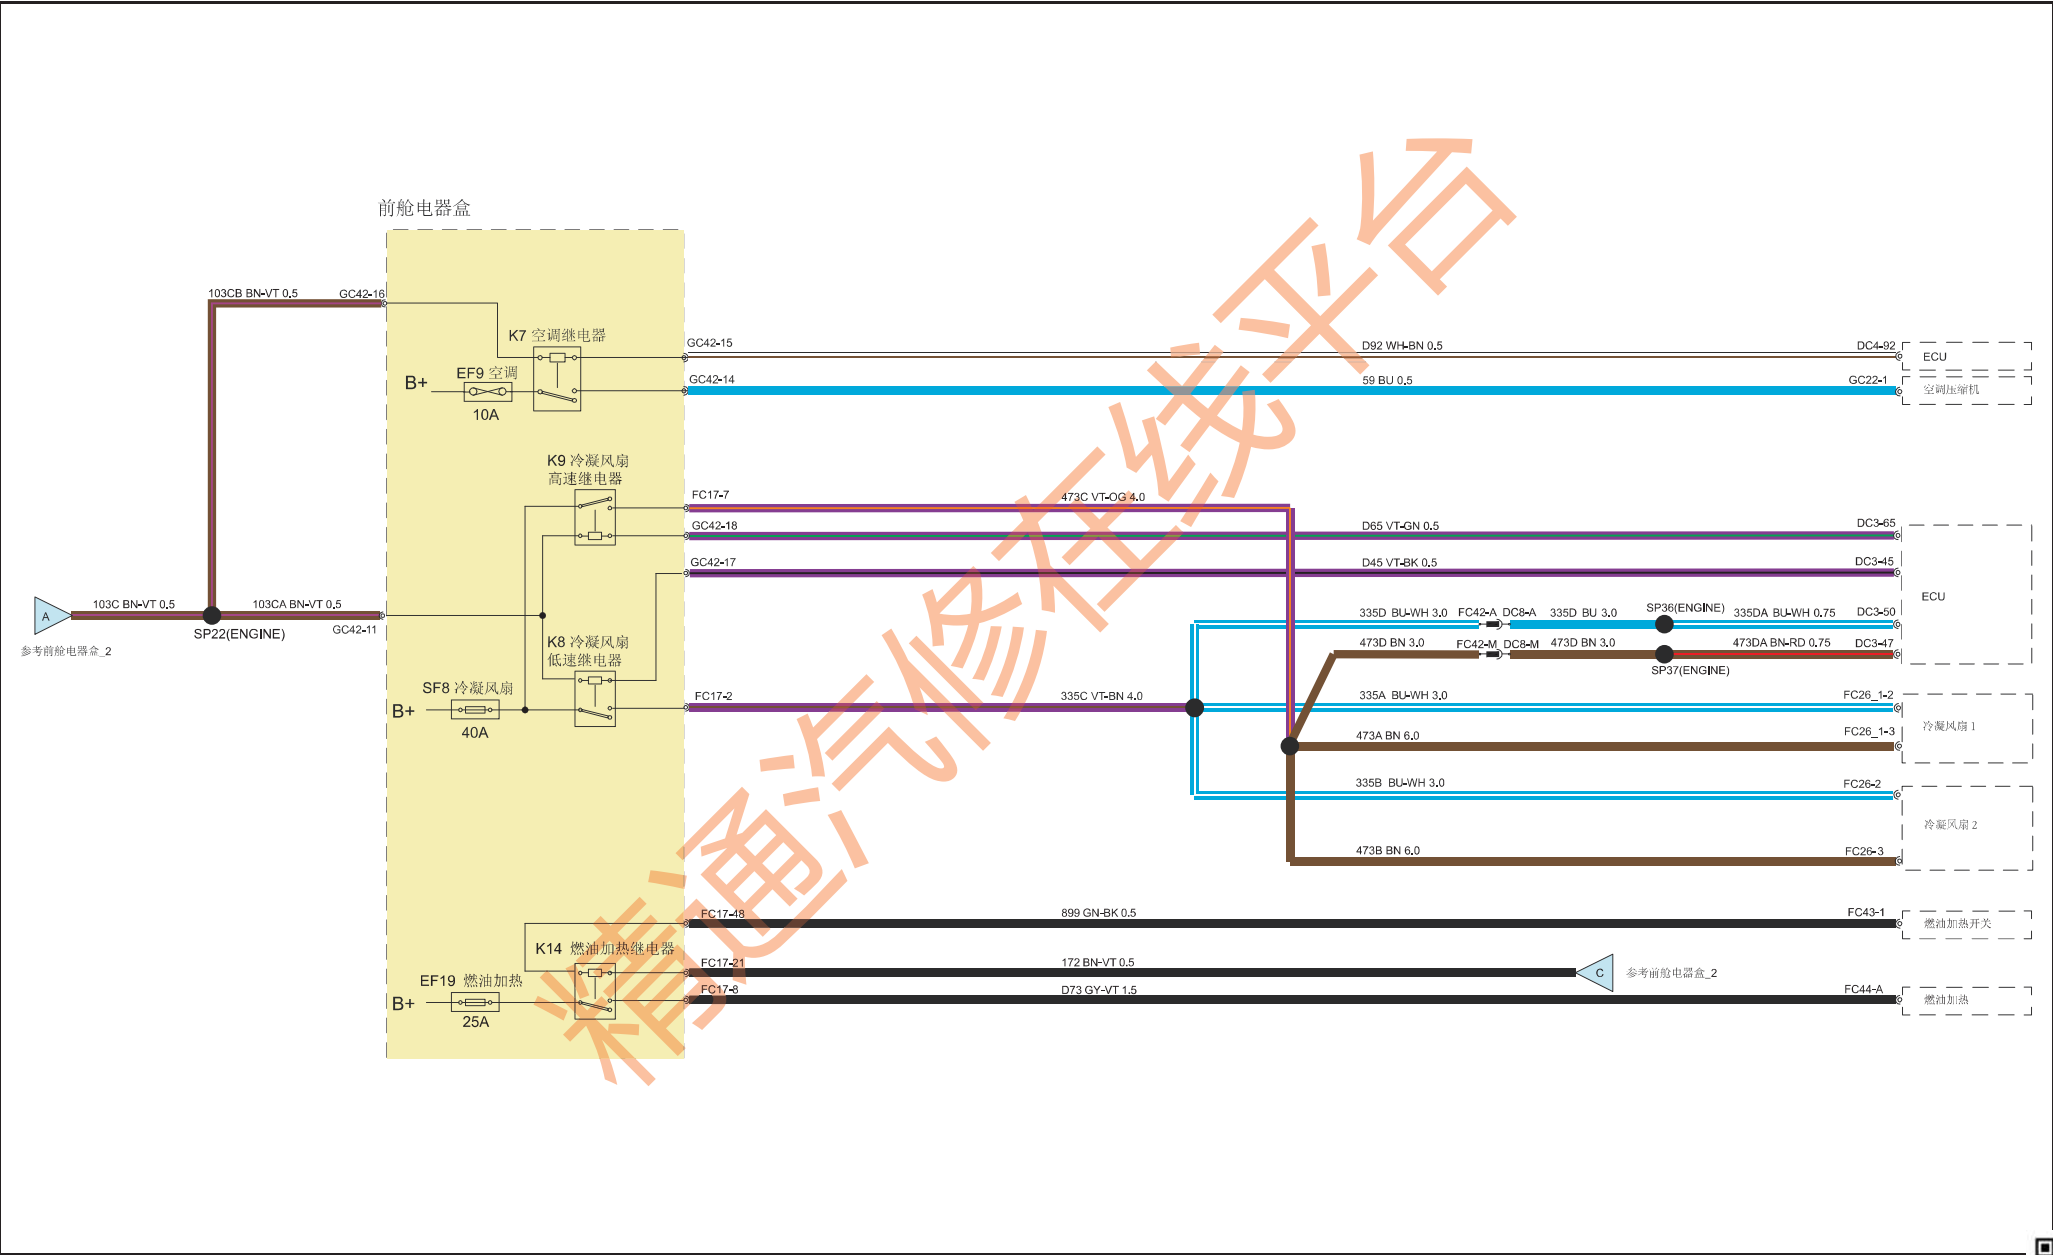 前舱电器盒
103CB BN-VT 0.5
GC42-16
K7 空调继电器
GC42-15
D92 WH-BN 0.5
DC4-92
ECU
EF9 空调
B+
10A
GC42-14
59 BU 0.5
GC22-1
空调压缩机
K9 冷凝风扇
高速继电器
FC17-7
473C VT-OG 4.0
GC42-18
D65 VT-GN 0.5
DC3-65
GC42-17
D45 VT-BK 0.5
DC3-45
ECU
A
103C BN-VT 0.5
103CA BN-VT 0.5
SP22(ENGINE)
GC42-11
参考前舱电器盒_2
335D BU-WH 3.0
FC42-A
DC8-A
335D BU 3.0
SP36(ENGINE)
335DA BU-WH 0.75
DC3-50
K8 冷凝风扇
低速继电器
473D BN 3.0
FC42-M
DC8-M
473D BN 3.0
473DA BN-RD 0.75
DC3-47
SP37(ENGINE)
SF8 冷凝风扇
B+
40A
FC17-2
335C VT-BN 4.0
335A BU-WH 3.0
FC26_1-2
冷凝风扇 1
473A BN 6.0
FC26_1-3
335B BU-WH 3.0
FC26-2
冷凝风扇 2
473B BN 6.0
FC26-3
FC17-48
899 GN-BK 0.5
FC43-1
燃油加热开关
K14 燃油加热继电器
FC17-21
172 BN-VT 0.5
C
参考前舱电器盒_2
EF19 燃油加热
B+
25A
FC17-8
D73 GY-VT 1.5
FC44-A
燃油加热
精通汽修在线平台